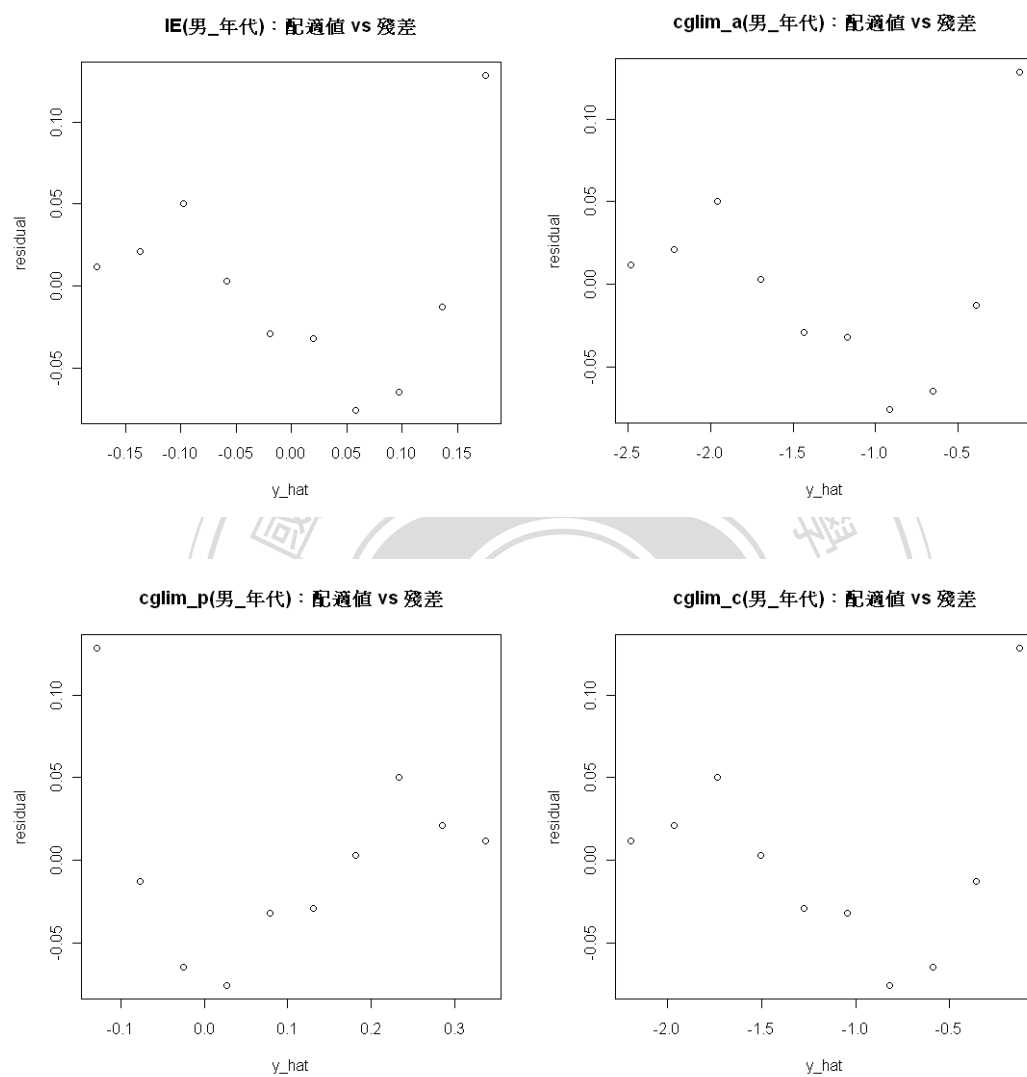 IE(男_年代)：配適值 vs 殘差
cglim_a(男_年代)：配適值 vs 殘差
residual
0.10
0.05
0.00
-0.05
-0.15 -0.10 -0.05 0.00 0.05 0.10 0.15
y_hat
residual
0.10
0.05
0.00
-0.05
-2.5 -2.0 -1.5 -1.0 -0.5
y_hat
國
學
cglim_p(男_年代)：配適值 vs 殘差
cglim_c(男_年代)：配適值 vs 殘差
residual
0.10
0.05
0.00
-0.05
-0.1 0.0 0.1 0.2 0.3
y_hat
residual
0.10
0.05
0.00
-0.05
-2.0 -1.5 -1.0 -0.5
y_hat